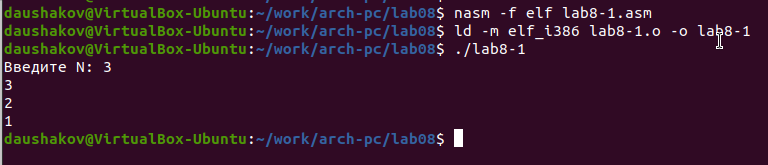 daushakov@VirtualBox-Ubuntu:~/work/arch-pc/lab08$ nasm -f elf lab8-1.asm
daushakov@VirtualBox-Ubuntu:~/work/arch-pc/lab08$ ld -m elf_i386 lab8-1.o -o lab8-1
daushakov@VirtualBox-Ubuntu:~/work/arch-pc/lab08$ ./lab8-1
Введите N: 3
3
2
1
daushakov@VirtualBox-Ubuntu:~/work/arch-pc/lab08$